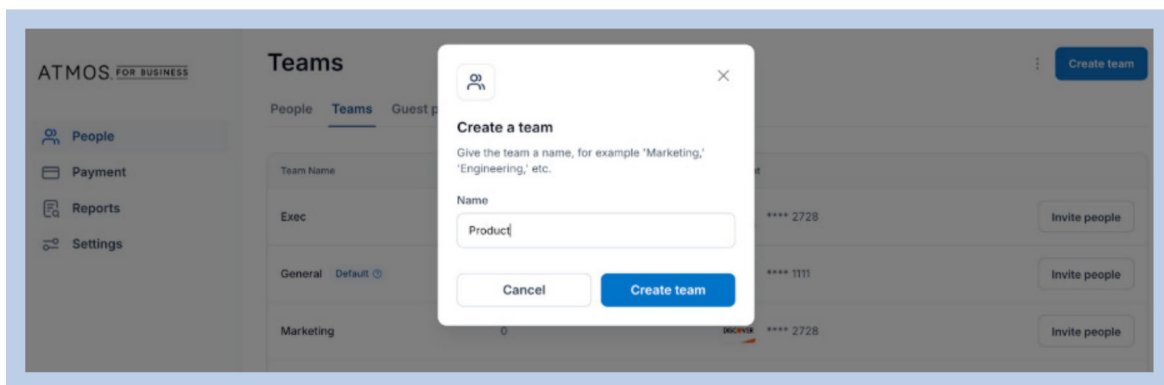 ATMOS. FOR BUSINESS
People
Payment
Reports
Settings
Teams
Create team
People Teams Guest p
Team Name
Exec **** 2728 Invite people
General Default **** 1111 Invite people
Marketing 0 DISCOVER **** 2728 Invite people
Create a team
Give the team a name, for example 'Marketing,'
'Engineering,' etc.
Name
Product
Cancel Create team